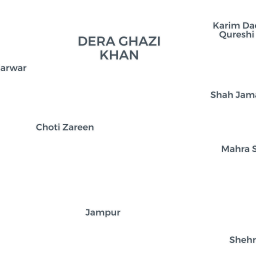 Karim Da
Qureshi
DERA GHAZI
KHAN
arwar
Shah Jama
Choti Zareen
Mahra S
Jampur
Shehr